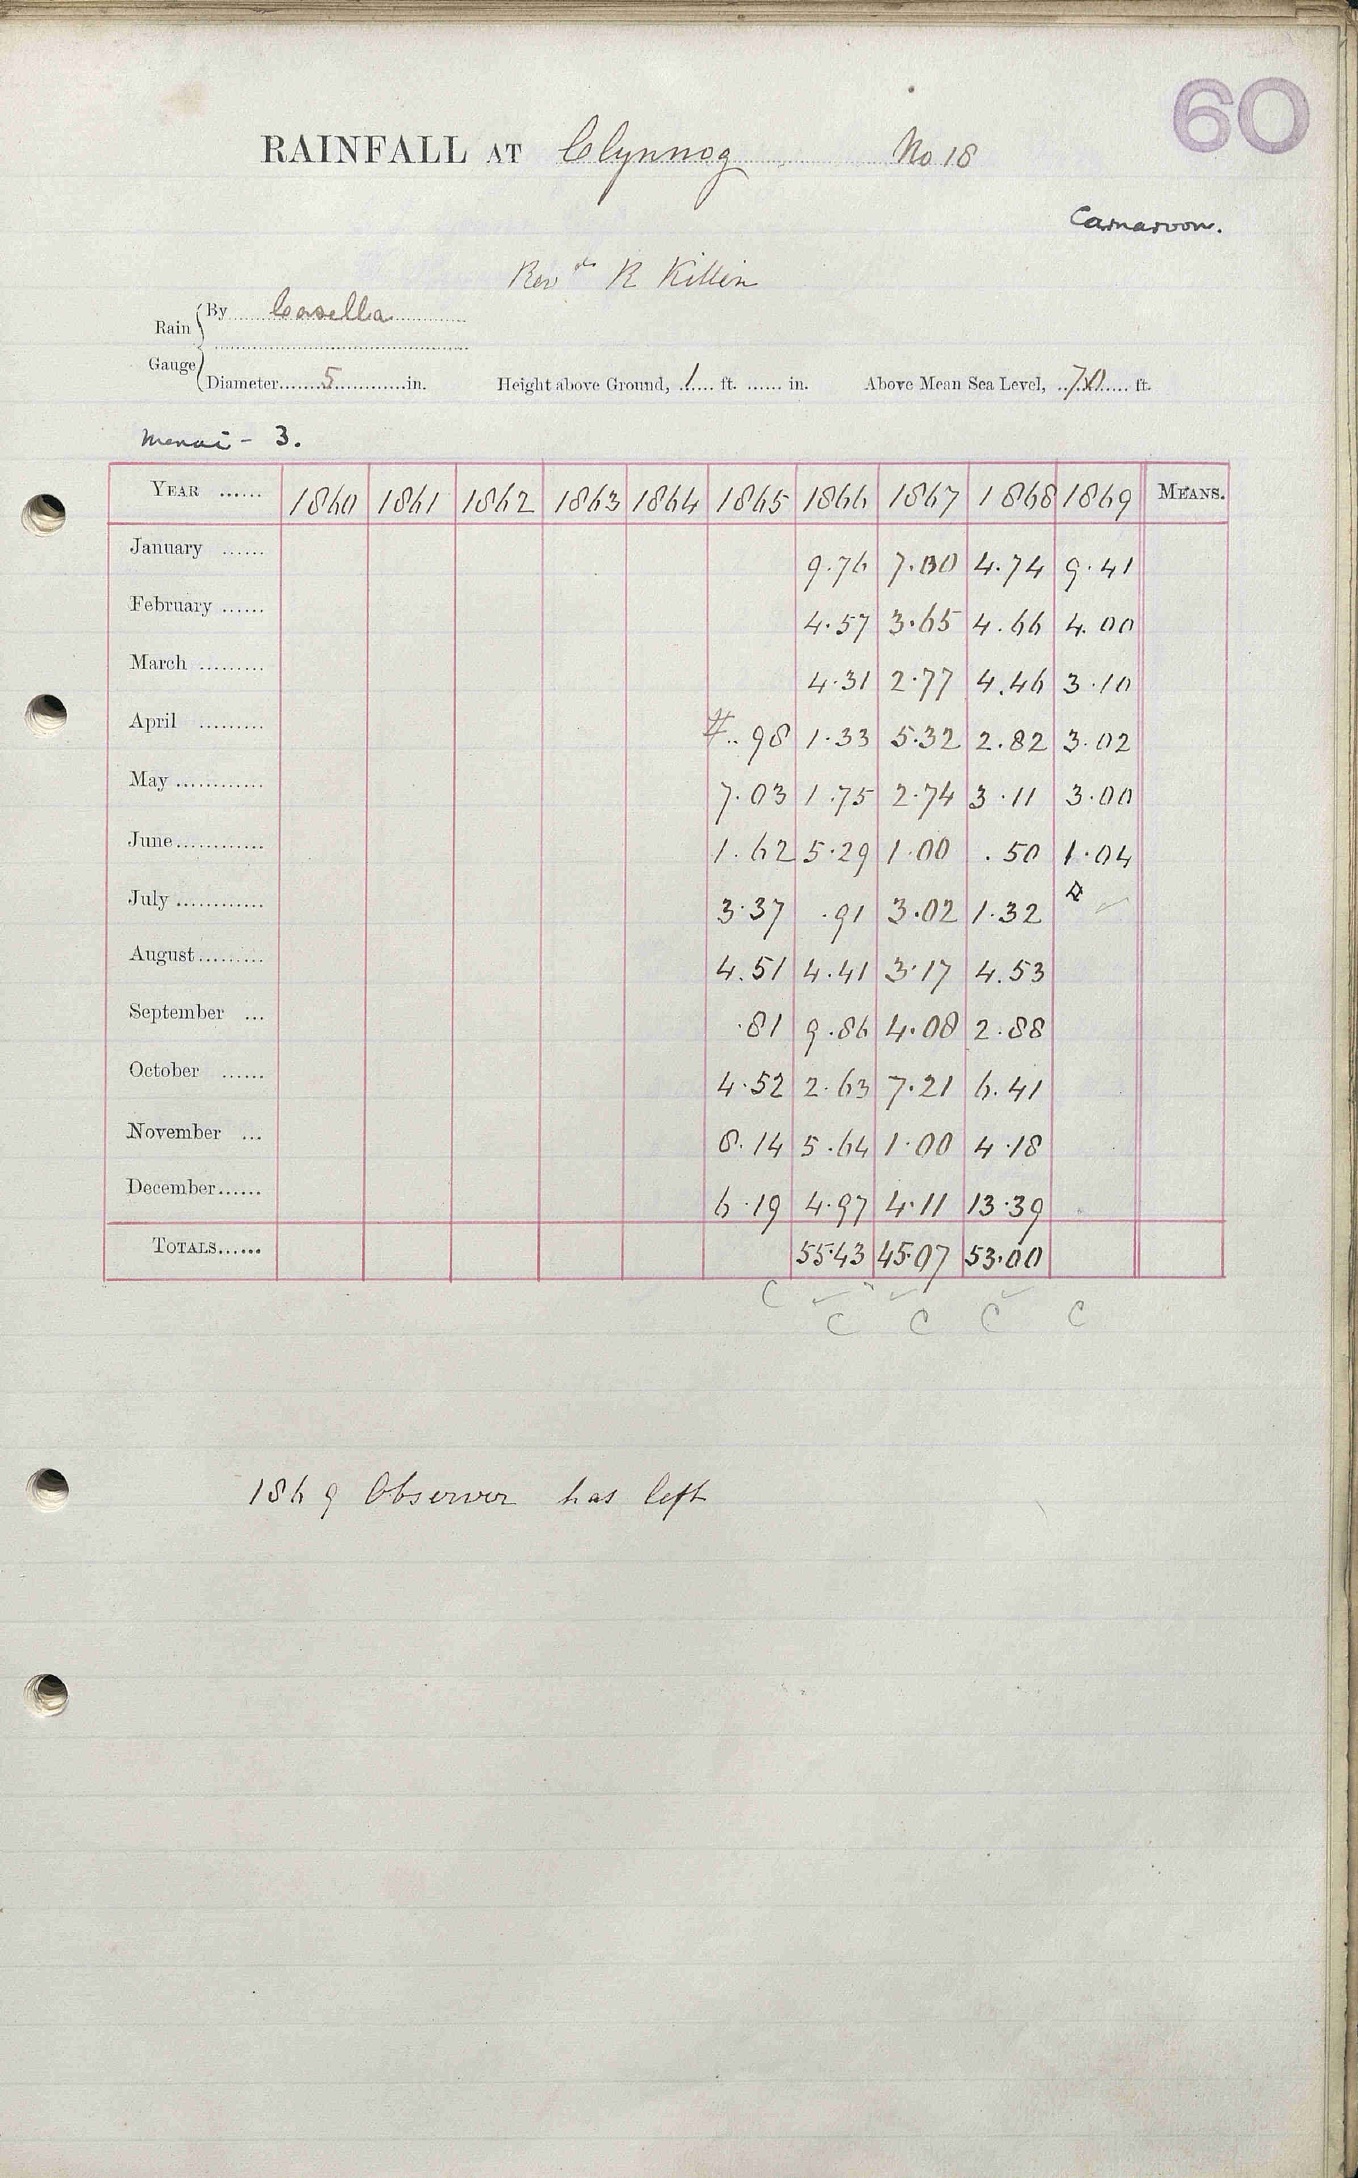 60
RAINFALL AT Clynnog No 18
Carnarvon.
Revd R Killin
Rain Gauge
By Casella
Diameter 5 in. Height above Ground, 1 ft. in. Above Mean Sea Level, 70 ft.
Menai - 3.
YEAR 1860 1861 1862 1863 1864 1865 1866 1867 1868 1869 MEANS.
January 9.76 7.00 4.74 9.41
February 4.57 3.65 4.66 4.00
March 4.31 2.77 4.46 3.10
April #..98 1.33 5.32 2.82 3.02
May 7.03 1.75 2.74 3.11 3.00
June 1.62 5.29 1.00 .50 1.04
July 3.37 .91 3.02 1.32
August 4.51 4.41 3.17 4.53
September .81 9.86 4.08 2.88
October 4.52 2.63 7.21 6.41
November 8.14 5.64 1.00 4.18
December 6.19 4.97 4.11 13.39
TOTALS 55.43 45.07 53.00
C C C C C
1869 Observer has left